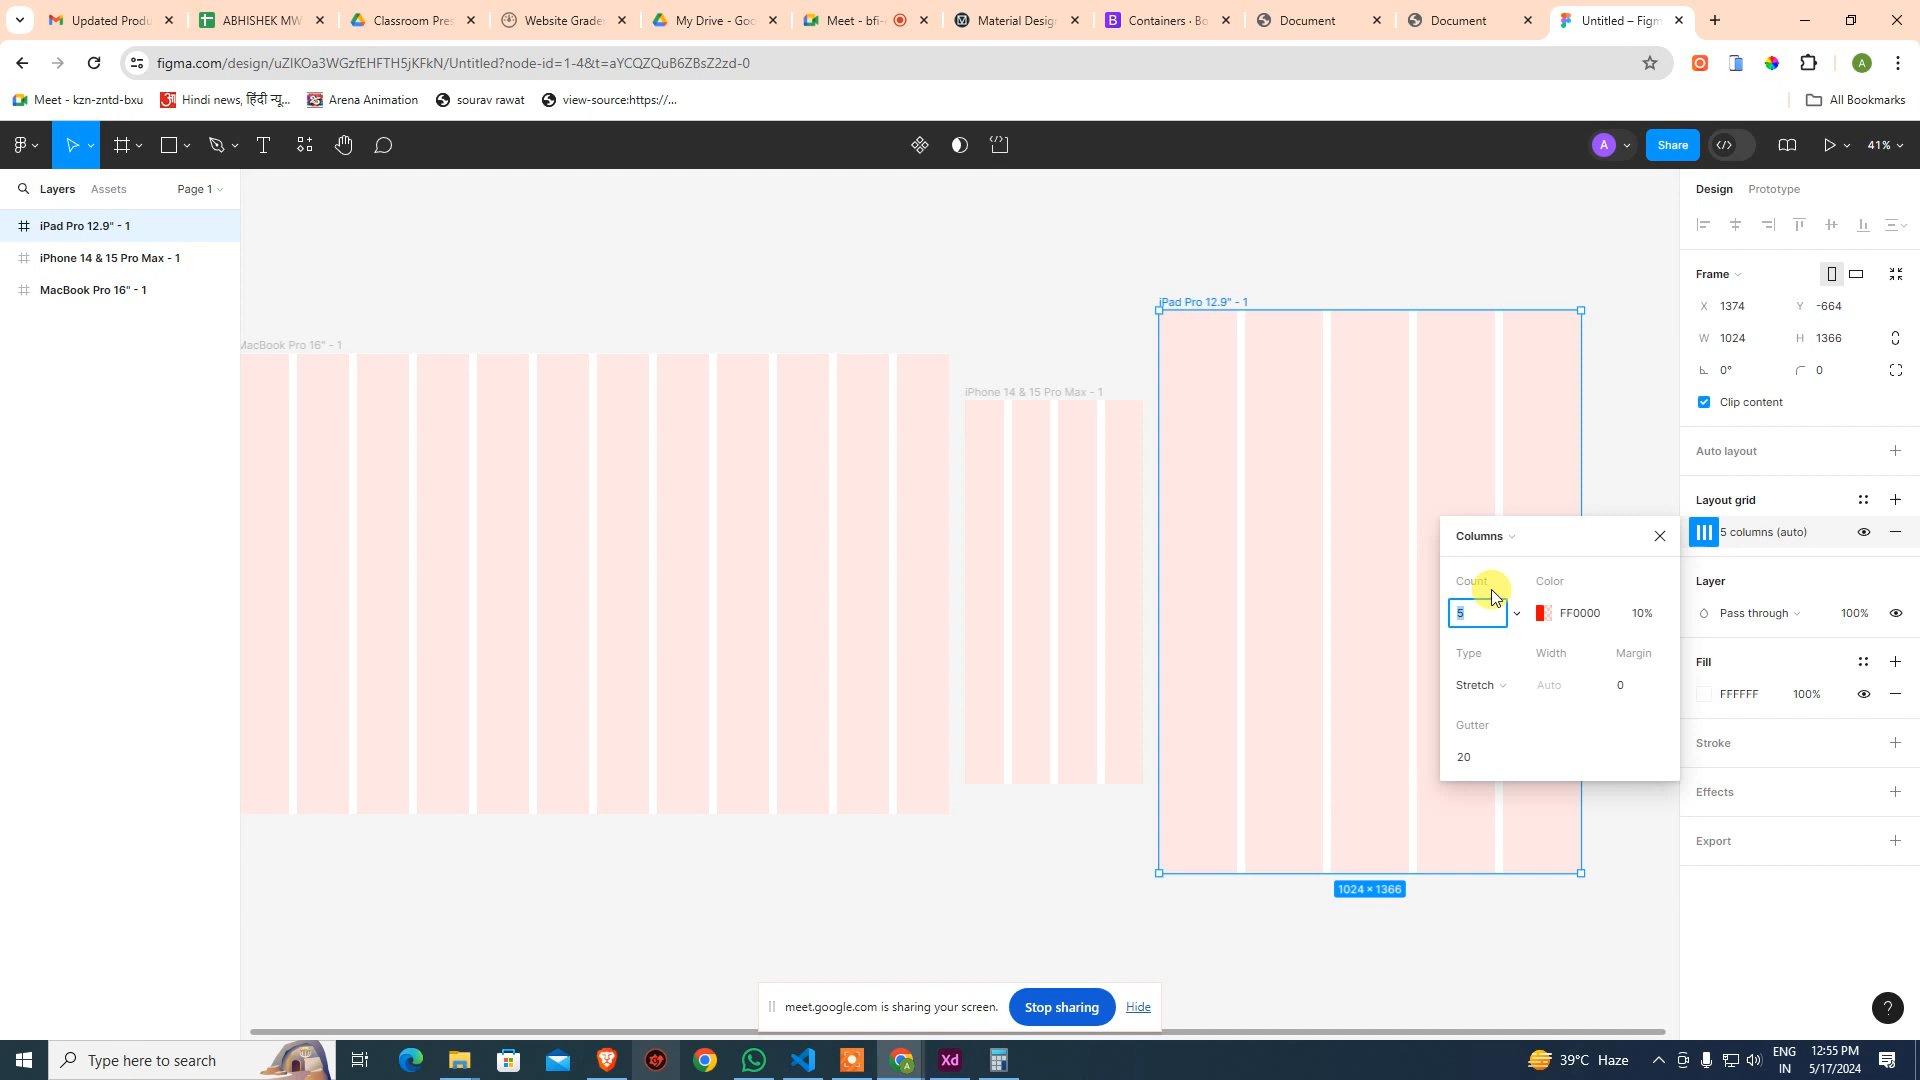 Updated Produ
ABHISHEK MW
Classroom Pres
Website Grade
My Drive - Goo
Meet - bfi-
Material Design
Containers · Bo
Document
Document
Untitled – Figm
figma.com/design/uZlKOa3WGzfEHFTH5jKFkN/Untitled?node-id=1-4&t=aYCQZQuB6ZBsZ2zd-0
A
Meet - kzn-zntd-bxu
Hindi news, हिंदी न्यू...
Arena Animation
sourav rawat
view-source:https://...
All Bookmarks
A
Share
41%
Layers
Assets
Page 1
iPad Pro 12.9" - 1
iPhone 14 & 15 Pro Max - 1
MacBook Pro 16" - 1
MacBook Pro 16" - 1
iPhone 14 & 15 Pro Max - 1
iPad Pro 12.9" - 1
1024 × 1366
Columns
Count
Color
5
FF0000
10%
Type
Width
Margin
Stretch
Auto
0
Gutter
20
Design
Prototype
Frame
X 1374
Y -664
W 1024
H 1366
0°
0
Clip content
Auto layout
Layout grid
5 columns (auto)
Layer
Pass through
100%
Fill
FFFFFF
100%
Stroke
Effects
Export
?
meet.google.com is sharing your screen.
Stop sharing
Hide
Type here to search
Xd
39°C Haze
ENG
IN
12:55 PM
5/17/2024